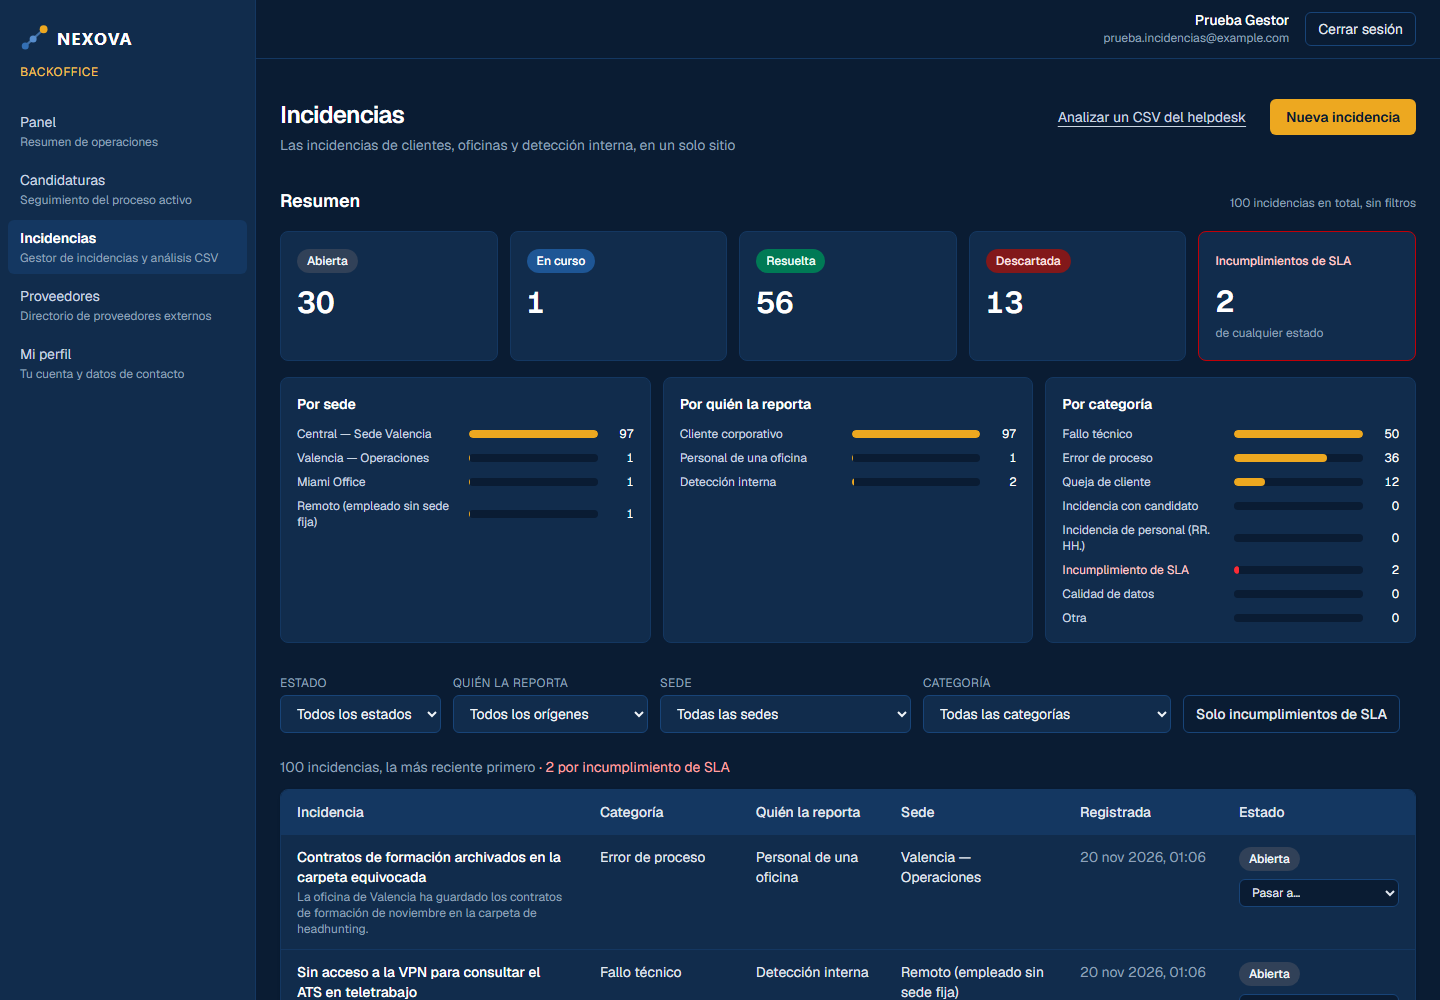 NEXOVA
BACKOFFICE
Panel
Resumen de operaciones
Candidaturas
Seguimiento del proceso activo
Incidencias
Gestor de incidencias y análisis CSV
Proveedores
Directorio de proveedores externos
Mi perfil
Tu cuenta y datos de contacto
Prueba Gestor
prueba.incidencias@example.com
Cerrar sesión
Incidencias
Las incidencias de clientes, oficinas y detección interna, en un solo sitio
Analizar un CSV del helpdesk
Nueva incidencia
Resumen
100 incidencias en total, sin filtros
Abierta
30
En curso
1
Resuelta
56
Descartada
13
Incumplimientos de SLA
2
de cualquier estado
Por sede
Central — Sede Valencia 97
Valencia — Operaciones 1
Miami Office 1
Remoto (empleado sin sede
fija) 1
Por quién la reporta
Cliente corporativo 97
Personal de una oficina 1
Detección interna 2
Por categoría
Fallo técnico 50
Error de proceso 36
Queja de cliente 12
Incidencia con candidato 0
Incidencia de personal (RR.
HH.) 0
Incumplimiento de SLA 2
Calidad de datos 0
Otra 0
ESTADO
Todos los estados
QUIÉN LA REPORTA
Todos los orígenes
SEDE
Todas las sedes
CATEGORÍA
Todas las categorías
Solo incumplimientos de SLA
100 incidencias, la más reciente primero · 2 por incumplimiento de SLA
Incidencia Categoría Quién la reporta Sede Registrada Estado
Contratos de formación archivados en la
carpeta equivocada
La oficina de Valencia ha guardado los contratos
de formación de noviembre en la carpeta de
headhunting.
Error de proceso
Personal de una
oficina
Valencia —
Operaciones
20 nov 2026, 01:06
Abierta
Pasar a...
Sin acceso a la VPN para consultar el
ATS en teletrabajo
Fallo técnico
Detección interna
Remoto (empleado sin
sede fija)
20 nov 2026, 01:06
Abierta